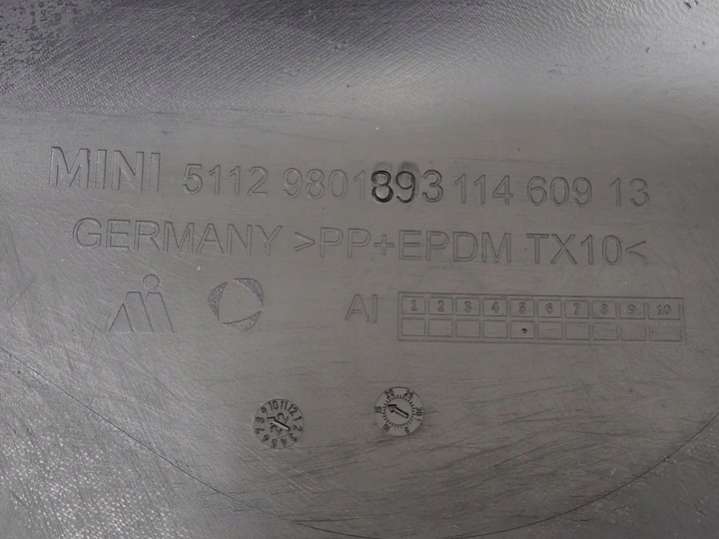 MINI 5112 9801893 114 609 13
GERMANY >PP+EPDM TX10<
AI 1 2 3 4 5 6 7 8 9 10